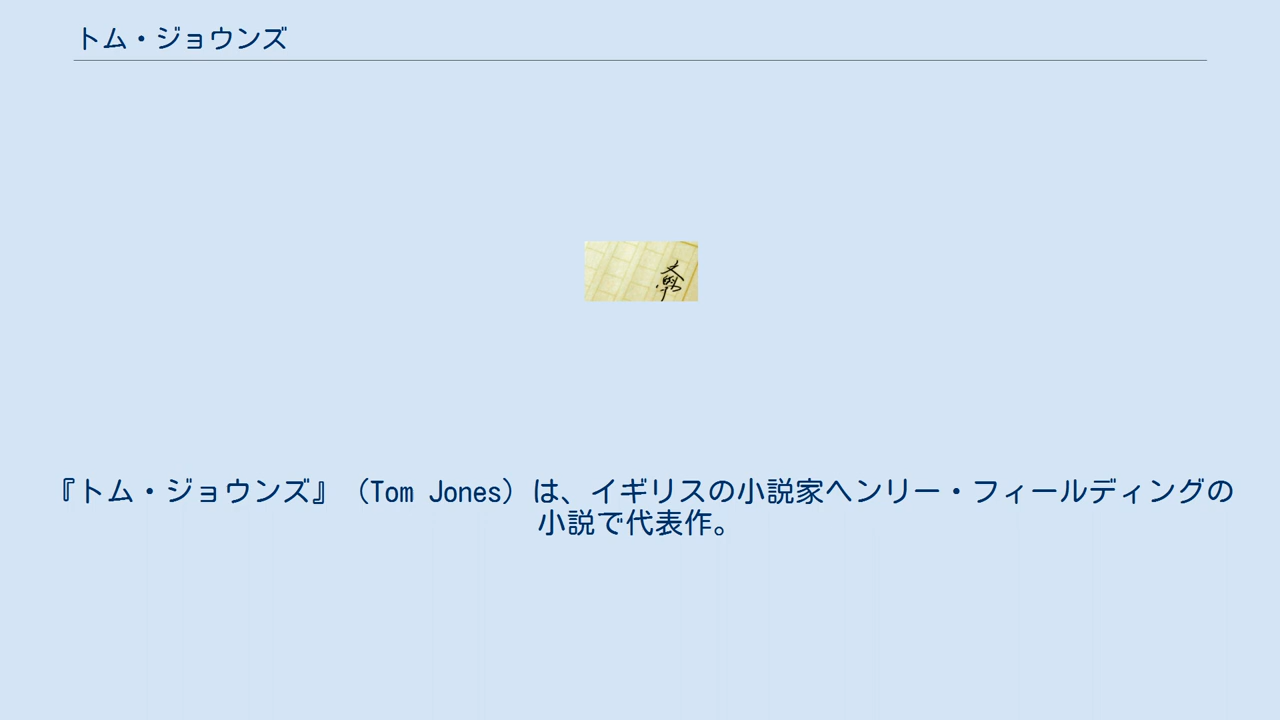 トム・ジョウンズ
『トム・ジョウンズ』（Tom Jones）は、イギリスの小説家ヘンリー・フィールディングの
小説で代表作。